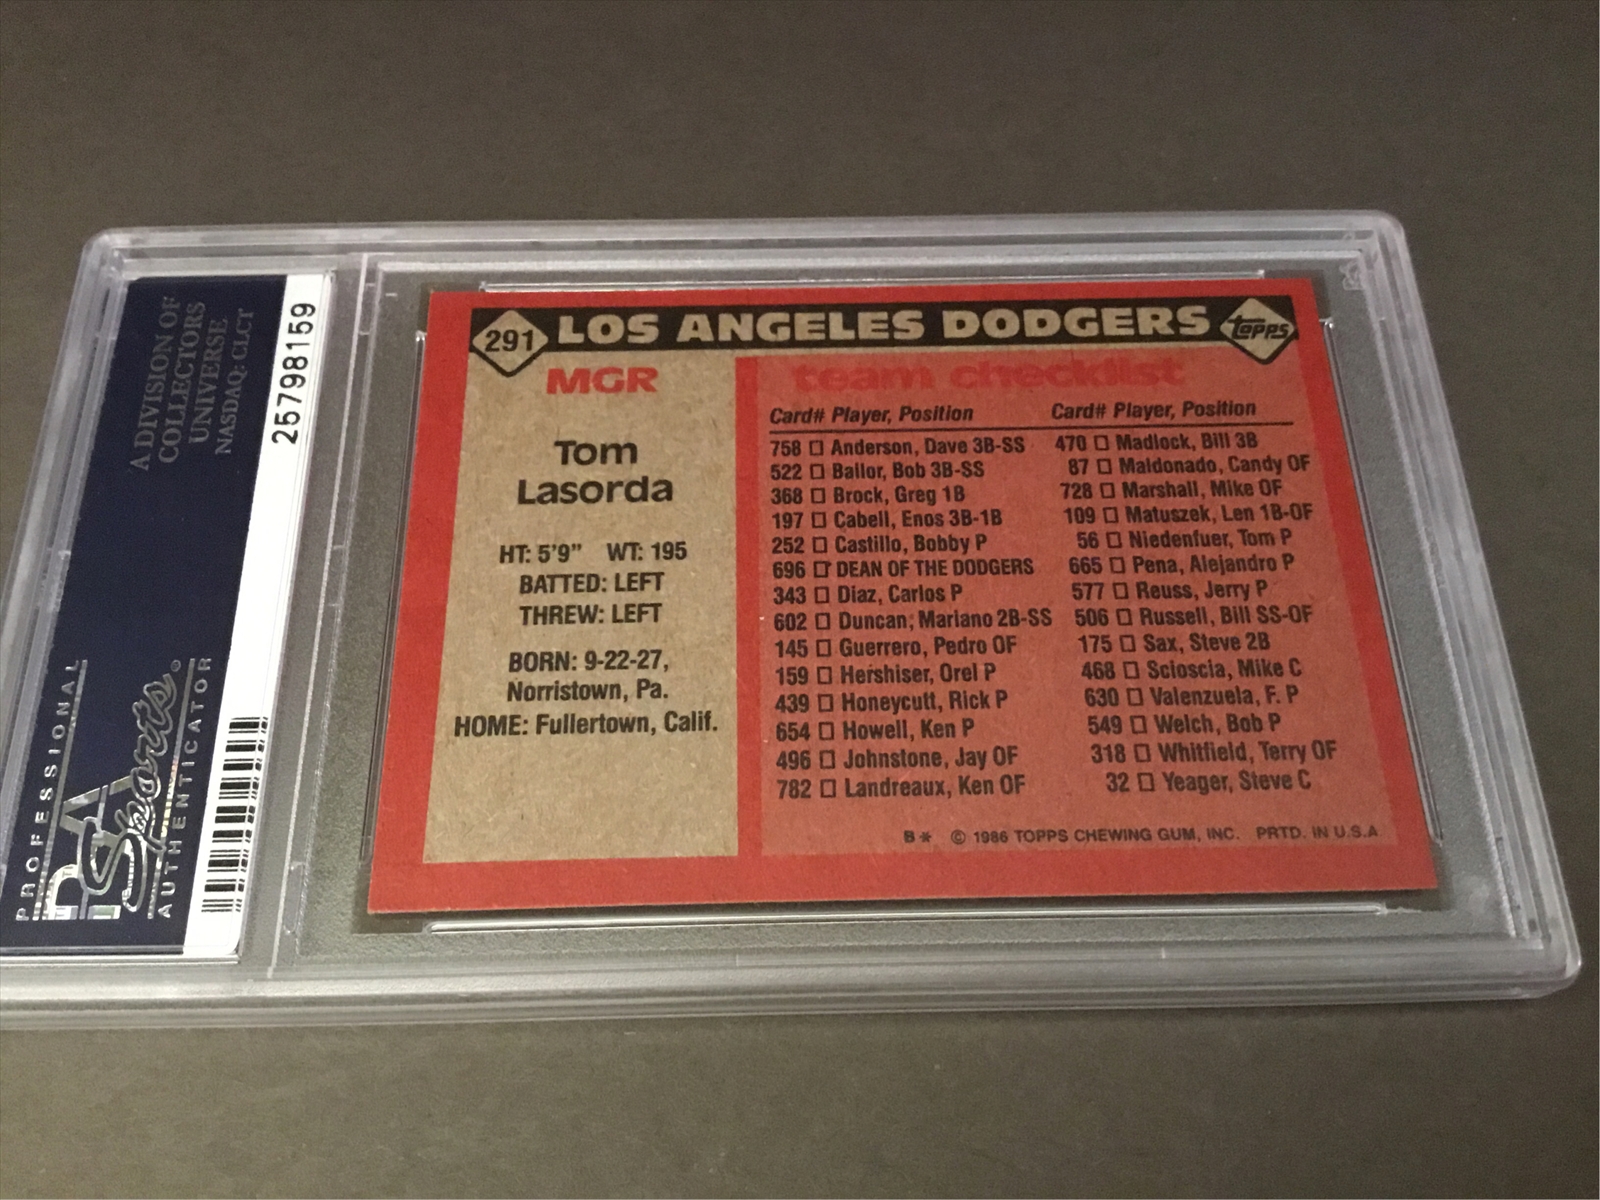 A DIVISION OF
COLLECTORS
UNIVERSE
NASDAQ: CLCT
PROFESSIONAL
PSA
Sports®
AUTHENTICATOR
25798159
291 LOS ANGELES DODGERS topps
MGR
Tom
Lasorda
HT: 5'9" WT: 195
BATTED: LEFT
THREW: LEFT
BORN: 9-22-27,
Norristown, Pa.
HOME: Fullertown, Calif.
team checklist
Card# Player, Position
758 ☐ Anderson, Dave 3B-SS
522 ☐ Bailor, Bob 3B-SS
368 ☐ Brock, Greg 1B
197 ☐ Cabell, Enos 3B-1B
252 ☐ Castillo, Bobby P
696 ☐ DEAN OF THE DODGERS
343 ☐ Diaz, Carlos P
602 ☐ Duncan, Mariano 2B-SS
145 ☐ Guerrero, Pedro OF
159 ☐ Hershiser, Orel P
439 ☐ Honeycutt, Rick P
654 ☐ Howell, Ken P
496 ☐ Johnstone, Jay OF
782 ☐ Landreaux, Ken OF
Card# Player, Position
470 ☐ Madlock, Bill 3B
87 ☐ Maldonado, Candy OF
728 ☐ Marshall, Mike OF
109 ☐ Matuszek, Len 1B-OF
56 ☐ Niedenfuer, Tom P
665 ☐ Pena, Alejandro P
577 ☐ Reuss, Jerry P
506 ☐ Russell, Bill SS-OF
175 ☐ Sax, Steve 2B
468 ☐ Scioscia, Mike C
630 ☐ Valenzuela, F. P
549 ☐ Welch, Bob P
318 ☐ Whitfield, Terry OF
32 ☐ Yeager, Steve C
B* © 1986 TOPPS CHEWING GUM, INC. PRTD. IN U.S.A.